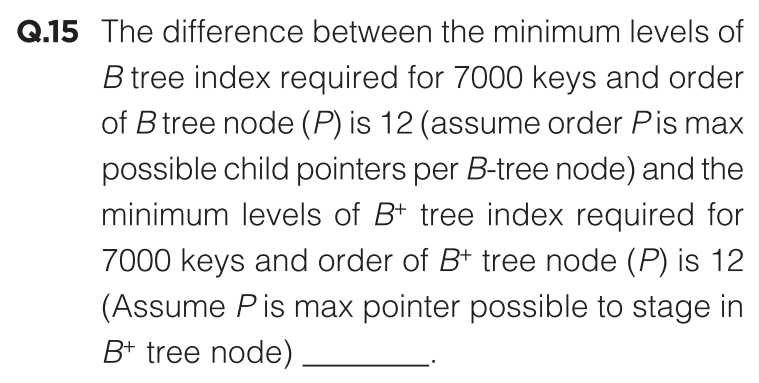 Q.15 The difference between the minimum levels of
B tree index required for 7000 keys and order
of B tree node (P) is 12 (assume order P is max
possible child pointers per B-tree node) and the
minimum levels of B⁺ tree index required for
7000 keys and order of B⁺ tree node (P) is 12
(Assume P is max pointer possible to stage in
B⁺ tree node) ________.